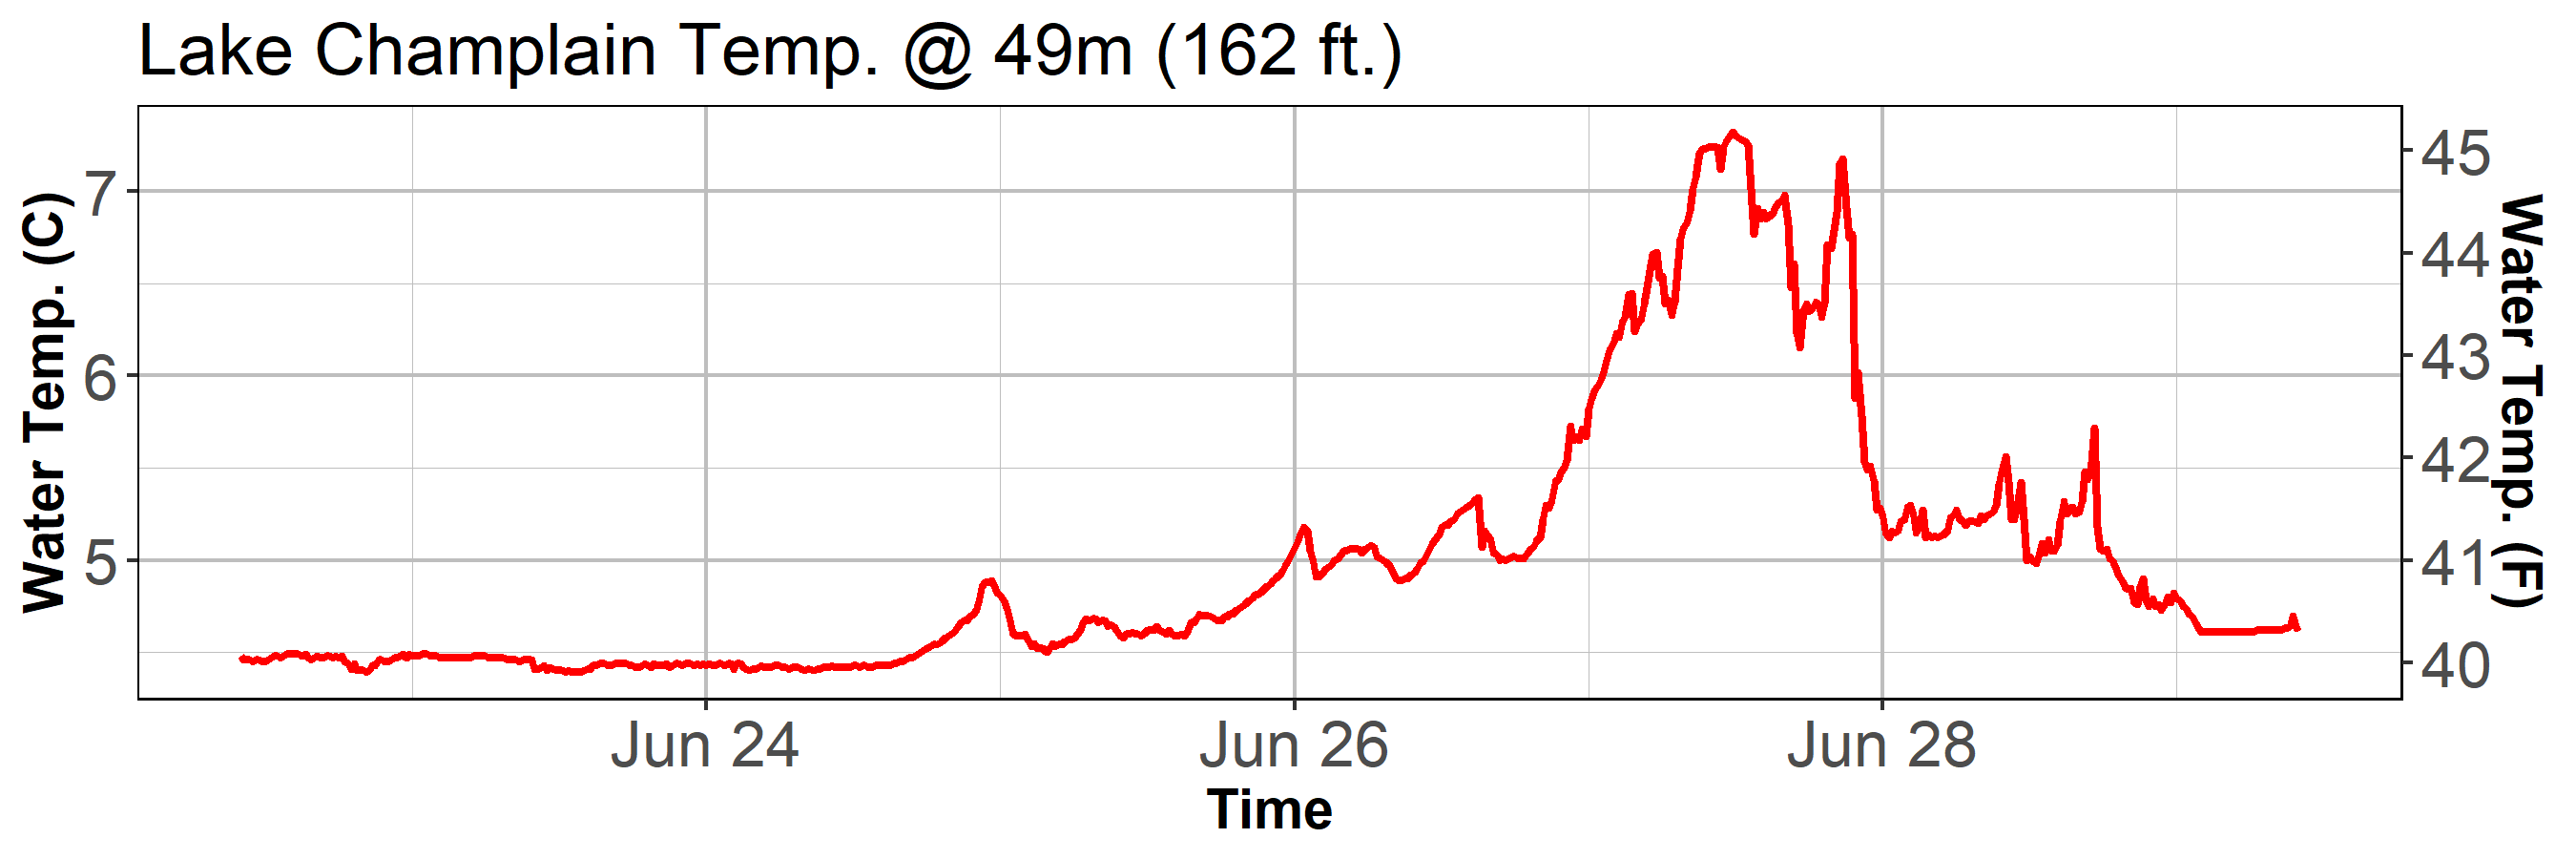 Lake Champlain Temp. @ 49m (162 ft.)
Water Temp. (C)
7
6
5
45
44
43
42
41
40
Water Temp. (F)
Jun 24
Jun 26
Jun 28
Time